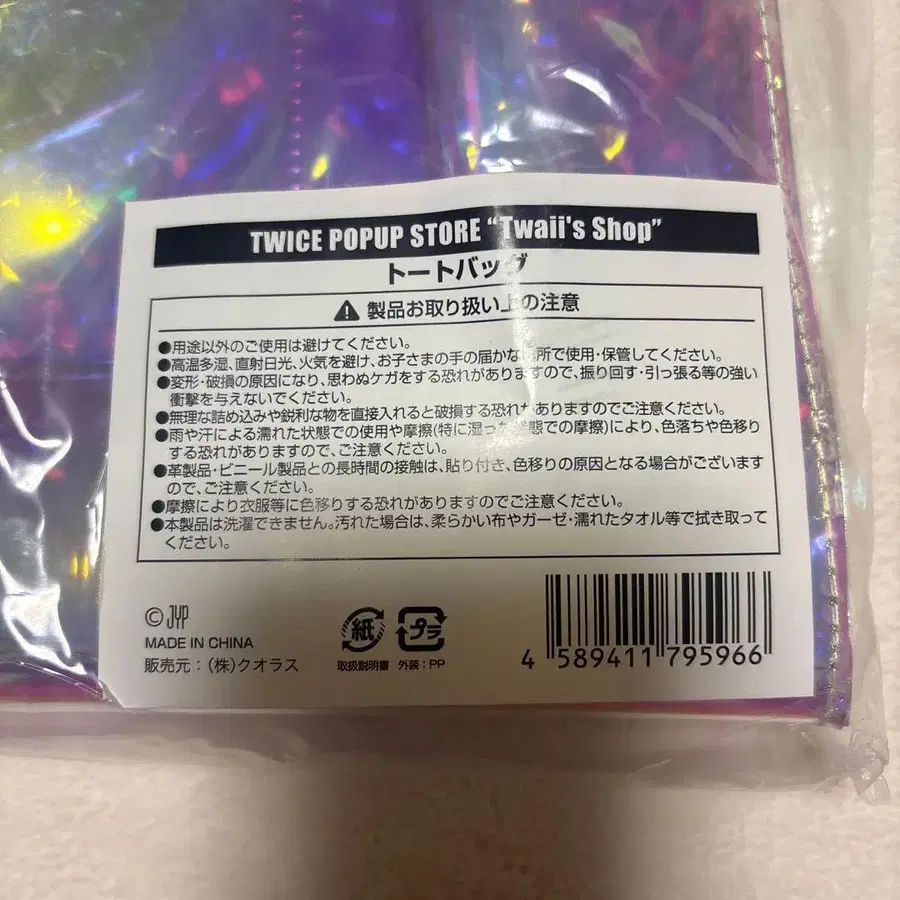 TWICE POPUP STORE “Twaii's Shop”
トートバッグ
製品お取り扱い上の注意
●用途以外のご使用は避けてください。
●高温多湿、直射日光、火気を避け、お子さまの手の届かな 所で使用・保管してください。
●変形・破損の原因になり、思わぬケガをする恐れがありますので、振り回す・引っ張る等の強い
衝撃を与えないでください。
●無理な詰め込みや鋭利な物を直接入れると破損する恐れがありますのでご注意ください。
●雨や汗による濡れた状態での使用や摩擦(特に湿った状態での摩擦)により、色落ちや色移り
する恐れがありますので、ご注意ください。
●革製品・ビニール製品との長時間の接触は、貼り付き、色移りの原因となる場合がございます
ので、ご注意ください。
●摩擦により衣服等に色移りする恐れがありますのでご注意ください。
●本製品は洗濯できません。汚れた場合は、柔らかい布やガーゼ・濡れたタオル等で拭き取って
ください。
© JYP
MADE IN CHINA
販売元：(株)クオラス
紙
取扱説明書
プラ
外装：PP
4 589411 795966